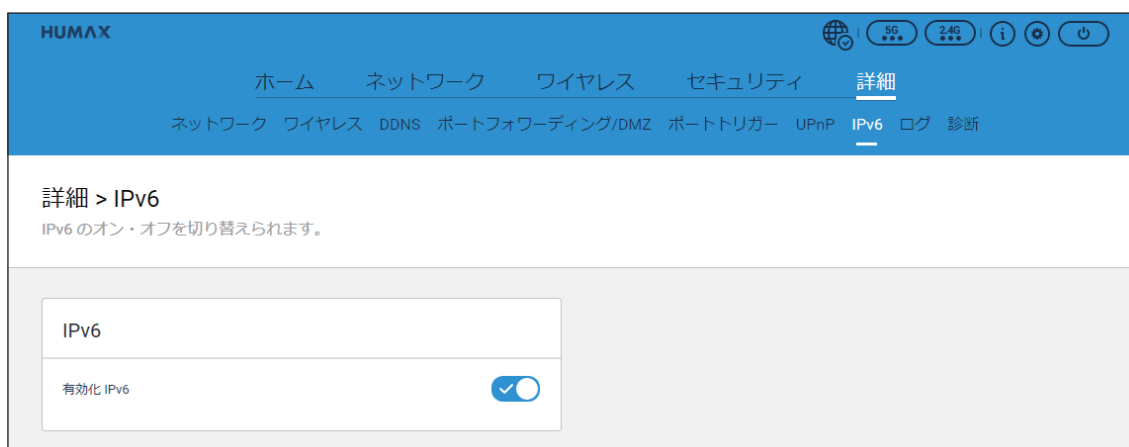 HUMAX 5G 2.4G
ホーム ネットワーク ワイヤレス セキュリティ 詳細
ネットワーク ワイヤレス DDNS ポートフォワーディング/DMZ ポートトリガー UPnP IPv6 ログ 診断
詳細 > IPv6
IPv6 のオン・オフを切り替えられます。
IPv6
有効化 IPv6